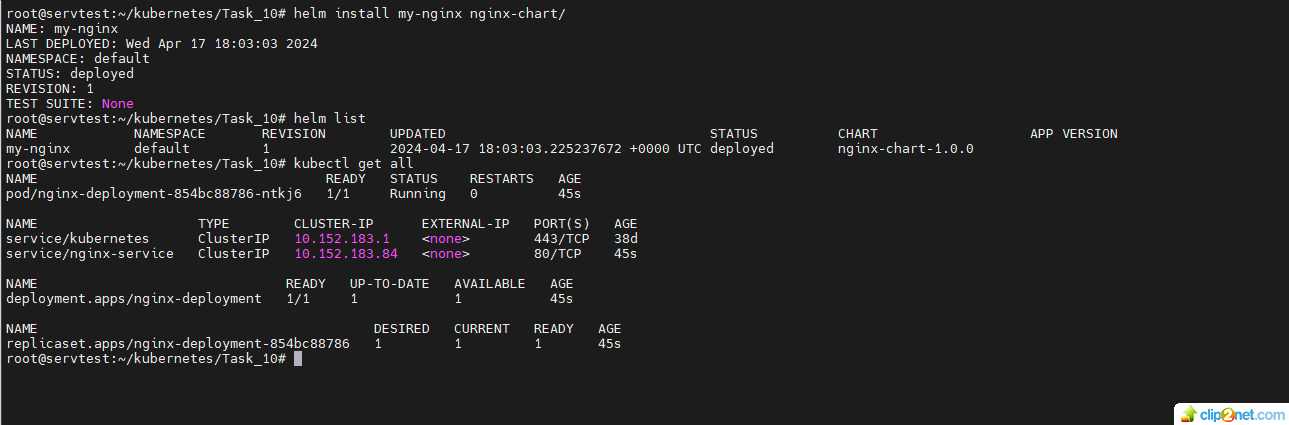 root@servtest:~/kubernetes/Task_10# helm install my-nginx nginx-chart/
NAME: my-nginx
LAST DEPLOYED: Wed Apr 17 18:03:03 2024
NAMESPACE: default
STATUS: deployed
REVISION: 1
TEST SUITE: None
root@servtest:~/kubernetes/Task_10# helm list
NAME NAMESPACE REVISION UPDATED STATUS CHART APP VERSION
my-nginx default 1 2024-04-17 18:03:03.225237672 +0000 UTC deployed nginx-chart-1.0.0
root@servtest:~/kubernetes/Task_10# kubectl get all
NAME READY STATUS RESTARTS AGE
pod/nginx-deployment-854bc88786-ntkj6 1/1 Running 0 45s
NAME TYPE CLUSTER-IP EXTERNAL-IP PORT(S) AGE
service/kubernetes ClusterIP 10.152.183.1 <none> 443/TCP 38d
service/nginx-service ClusterIP 10.152.183.84 <none> 80/TCP 45s
NAME READY UP-TO-DATE AVAILABLE AGE
deployment.apps/nginx-deployment 1/1 1 1 45s
NAME DESIRED CURRENT READY AGE
replicaset.apps/nginx-deployment-854bc88786 1 1 1 45s
root@servtest:~/kubernetes/Task_10#
clip2net.com